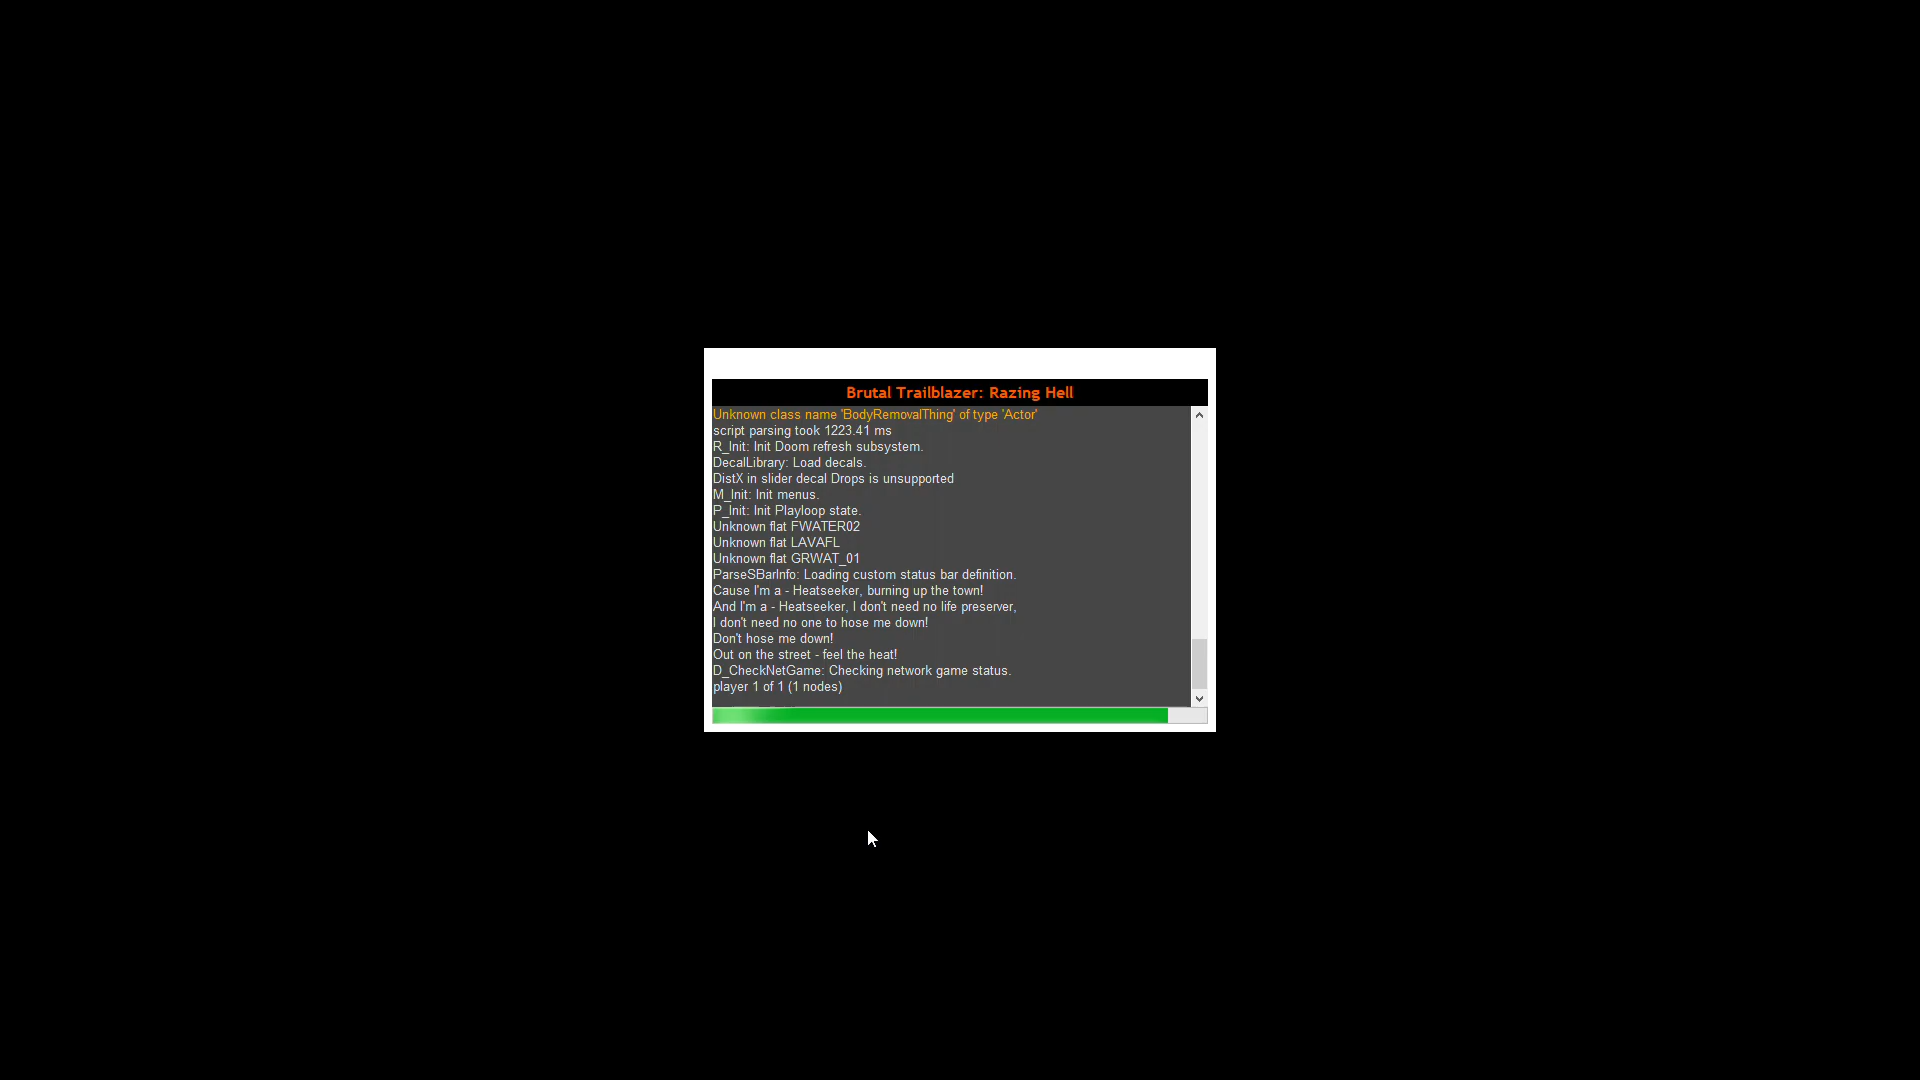 Brutal Trailblazer: Razing Hell
Unknown class name 'BodyRemovalThing' of type 'Actor'
script parsing took 1223.41 ms
R_Init: Init Doom refresh subsystem.
DecalLibrary: Load decals.
DistX in slider decal Drops is unsupported
M_Init: Init menus.
P_Init: Init Playloop state.
Unknown flat FWATER02
Unknown flat LAVAFL
Unknown flat GRWAT_01
ParseSBarInfo: Loading custom status bar definition.
Cause I'm a - Heatseeker, burning up the town!
And I'm a - Heatseeker, I don't need no life preserver,
I don't need no one to hose me down!
Don't hose me down!
Out on the street - feel the heat!
D_CheckNetGame: Checking network game status.
player 1 of 1 (1 nodes)